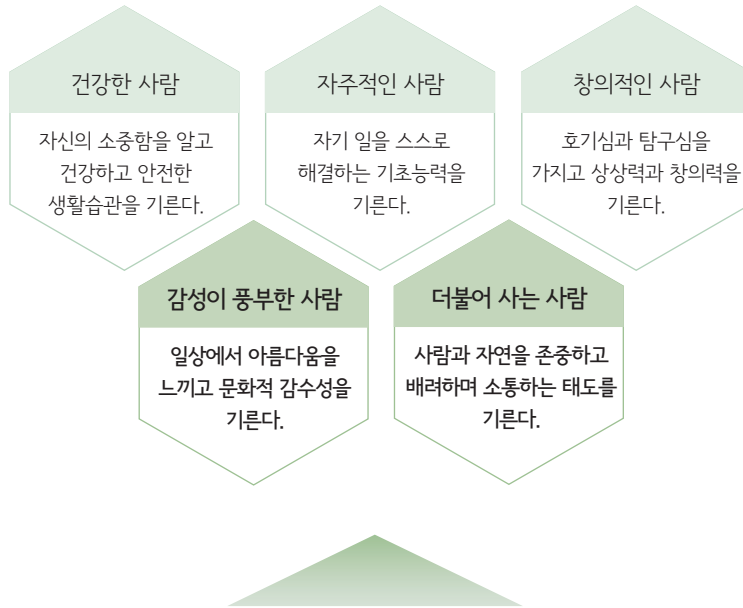 건강한 사람
자신의 소중함을 알고
건강하고 안전한
생활습관을 기른다.
자주적인 사람
자기 일을 스스로
해결하는 기초능력을
기른다.
창의적인 사람
호기심과 탐구심을
가지고 상상력과 창의력을
기른다.
감성이 풍부한 사람
일상에서 아름다움을
느끼고 문화적 감수성을
기른다.
더불어 사는 사람
사람과 자연을 존중하고
배려하며 소통하는 태도를
기른다.